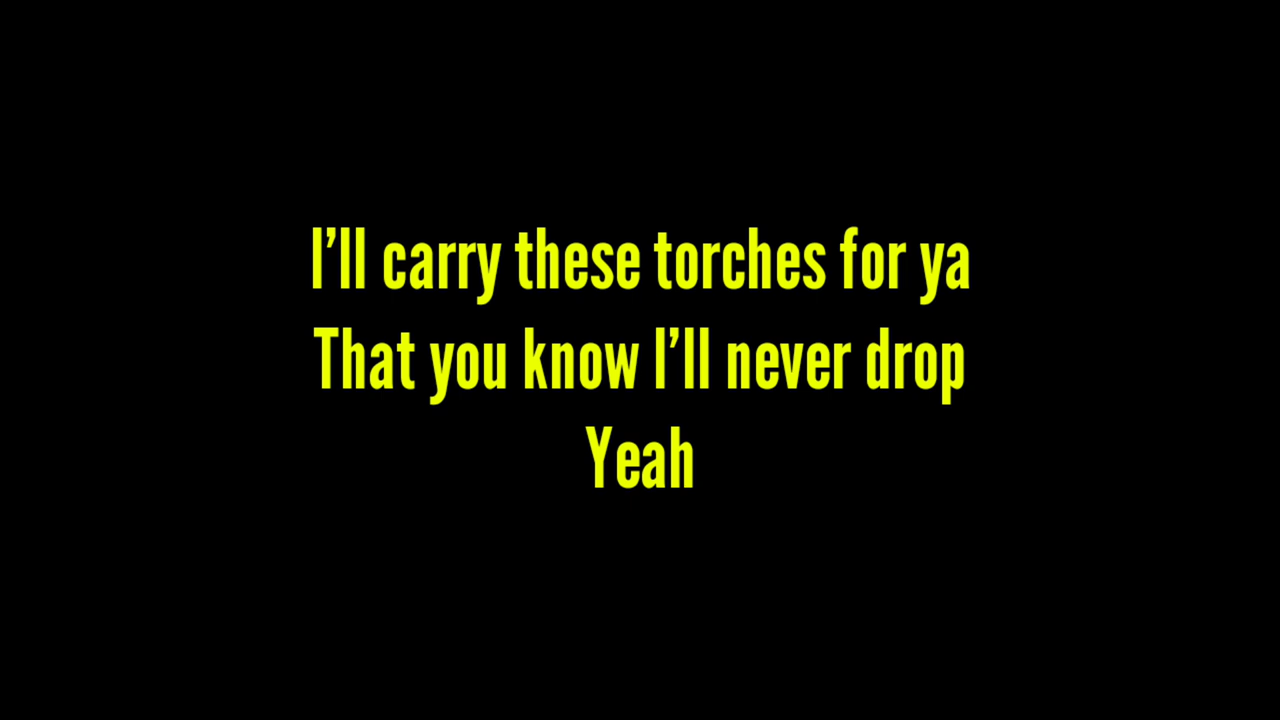 I’ll carry these torches for ya
That you know I’ll never drop
Yeah